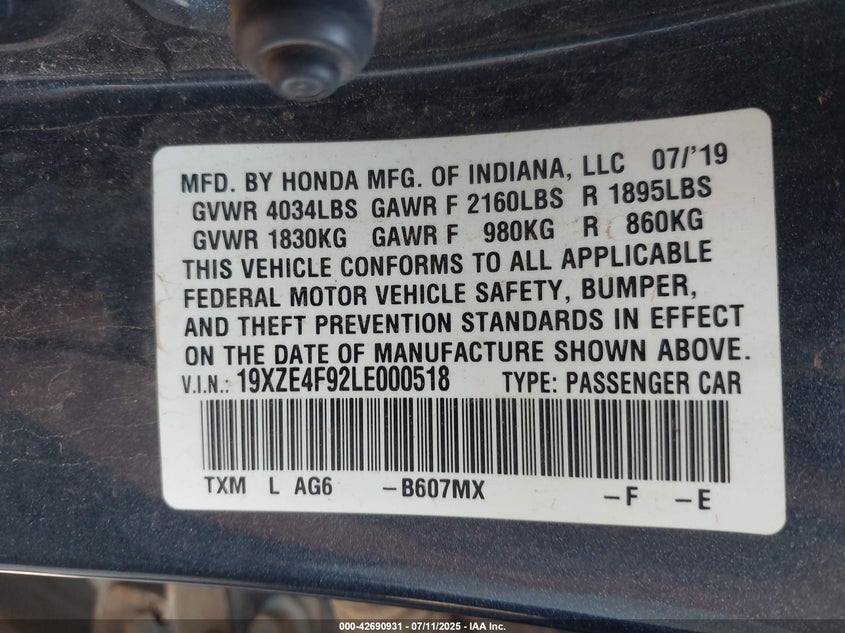 MFD. BY HONDA MFG. OF INDIANA, LLC 07/'19
GVWR 4034LBS GAWR F 2160LBS R 1895LBS
GVWR 1830KG GAWR F 980KG R 860KG
THIS VEHICLE CONFORMS TO ALL APPLICABLE
FEDERAL MOTOR VEHICLE SAFETY, BUMPER,
AND THEFT PREVENTION STANDARDS IN EFFECT
ON THE DATE OF MANUFACTURE SHOWN ABOVE.
V.I.N.: 19XZE4F92LE000518 TYPE: PASSENGER CAR
TXM L AG6 –B607MX –F –E
000-42690931 - 07/11/2025 - IAA Inc.